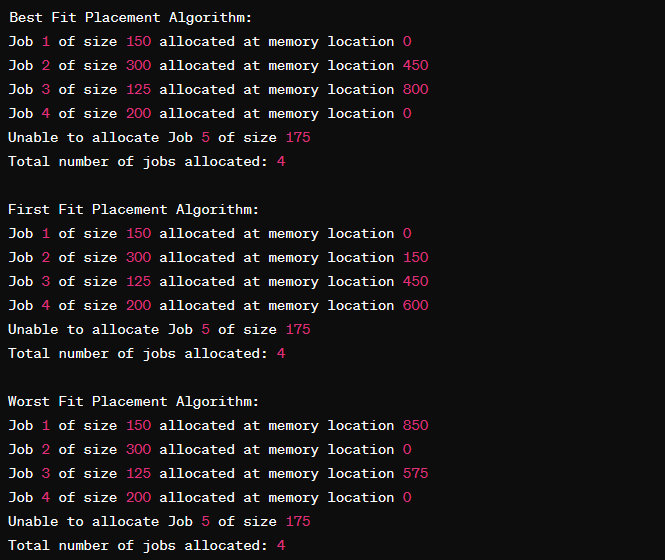 Best Fit Placement Algorithm:
Job 1 of size 150 allocated at memory location 0
Job 2 of size 300 allocated at memory location 450
Job 3 of size 125 allocated at memory location 800
Job 4 of size 200 allocated at memory location 0
Unable to allocate Job 5 of size 175
Total number of jobs allocated: 4
First Fit Placement Algorithm:
Job 1 of size 150 allocated at memory location 0
Job 2 of size 300 allocated at memory location 150
Job 3 of size 125 allocated at memory location 450
Job 4 of size 200 allocated at memory location 600
Unable to allocate Job 5 of size 175
Total number of jobs allocated: 4
Worst Fit Placement Algorithm:
Job 1 of size 150 allocated at memory location 850
Job 2 of size 300 allocated at memory location 0
Job 3 of size 125 allocated at memory location 575
Job 4 of size 200 allocated at memory location 0
Unable to allocate Job 5 of size 175
Total number of jobs allocated: 4